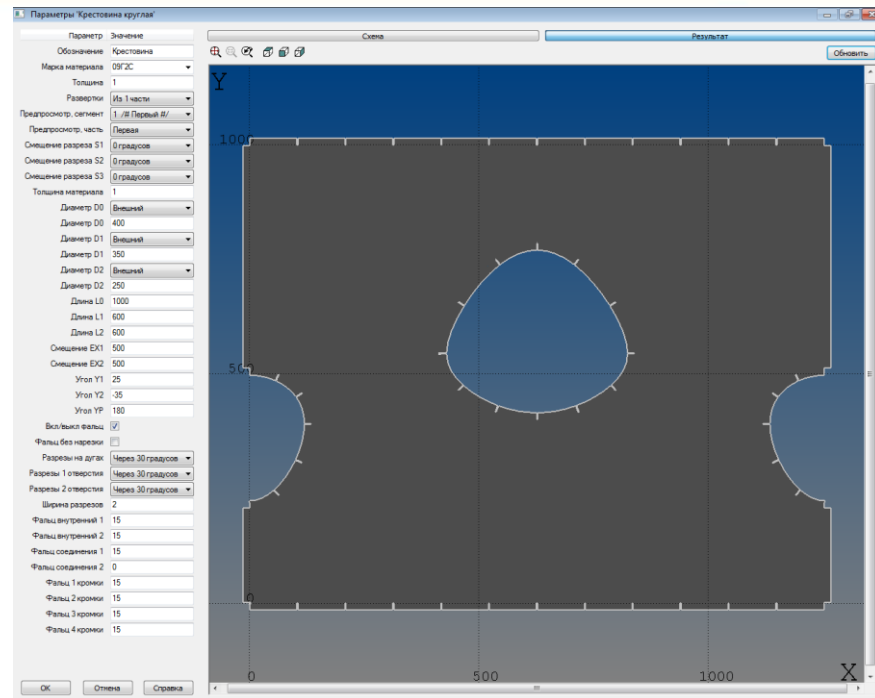 Параметры 'Крестовина круглая'
Параметр Значение
Обозначение Крестовина
Марка материала 09Г2С
Толщина 1
Развертки Из 1 части
Предпросмотр, сегмент 1 /# Первый #/
Предпросмотр, часть Первая
Смещение разреза S1 0 градусов
Смещение разреза S2 0 градусов
Смещение разреза S3 0 градусов
Толщина материала 1
Диаметр D0 Внешний
Диаметр D0 400
Диаметр D1 Внешний
Диаметр D1 350
Диаметр D2 Внешний
Диаметр D2 250
Длина L0 1000
Длина L1 600
Длина L2 600
Смещение EX1 500
Смещение EX2 500
Угол Y1 25
Угол Y2 -35
Угол YP 180
Вкл/выкл фальц
Фальц без нарезки
Разрезы на дугах Через 30 градусов
Разрезы 1 отверстия Через 30 градусов
Разрезы 2 отверстия Через 30 градусов
Ширина разрезов 2
Фальц внутренний 1 15
Фальц внутренний 2 15
Фальц соединения 1 15
Фальц соединения 2 0
Фальц 1 кромки 15
Фальц 2 кромки 15
Фальц 3 кромки 15
Фальц 4 кромки 15
ОК Отмена Справка
Схема Результат
Обновить
Y
1000
500
0
0 500 1000 X